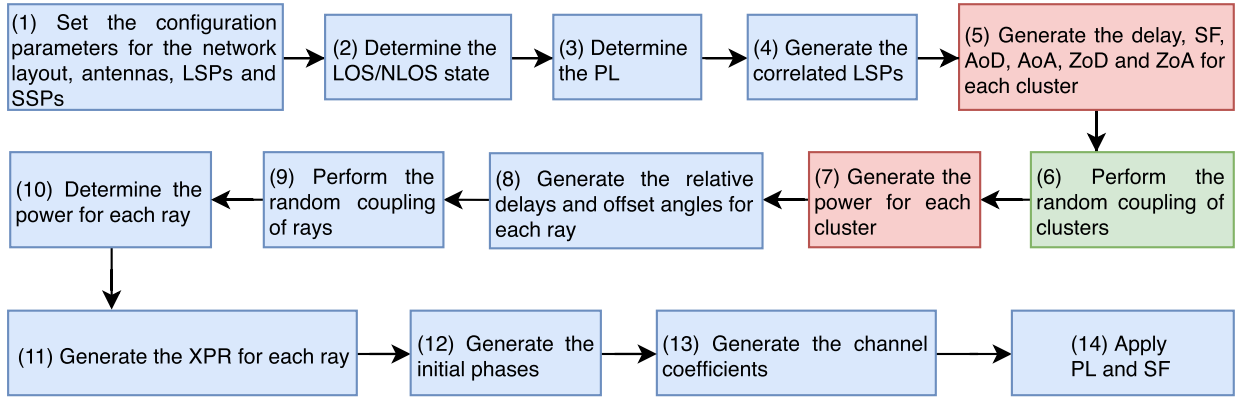 (1) Set the configuration
parameters for the network
layout, antennas, LSPs and
SSPs
(2) Determine the
LOS/NLOS state
(3) Determine
the PL
(4) Generate the
correlated LSPs
(5) Generate the delay, SF,
AoD, AoA, ZoD and ZoA for
each cluster
(6) Perform the
random coupling of
clusters
(7) Generate the
power for each
cluster
(8) Generate the relative
delays and offset angles for
each ray
(9) Perform the
random coupling
of rays
(10) Determine the
power for each ray
(11) Generate the XPR for each ray
(12) Generate the
initial phases
(13) Generate the channel
coefficients
(14) Apply
PL and SF